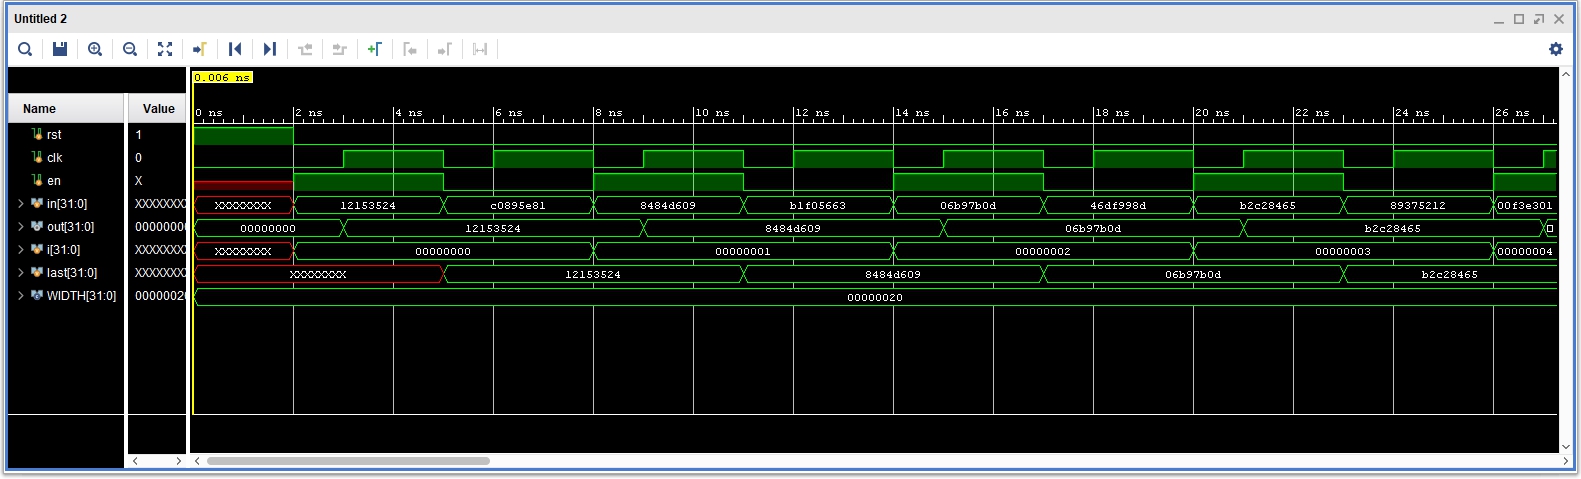 Untitled 2
0.006 ns
Name Value
0 ns 2 ns 4 ns 6 ns 8 ns 10 ns 12 ns 14 ns 16 ns 18 ns 20 ns 22 ns 24 ns 26 ns
rst 1
clk 0
en X
in[31:0] XXXXXXXX XXXXXXXX 12153524 c0895e81 8484d609 b1f05663 06b97b0d 46df998d b2c28465 89375212 00f3e301
out[31:0] 00000000 00000000 12153524 8484d609 06b97b0d b2c28465
i[31:0] XXXXXXXX XXXXXXXX 00000000 00000001 00000002 00000003 00000004
last[31:0] XXXXXXXX XXXXXXXX 12153524 8484d609 06b97b0d b2c28465
WIDTH[31:0] 00000020 00000020